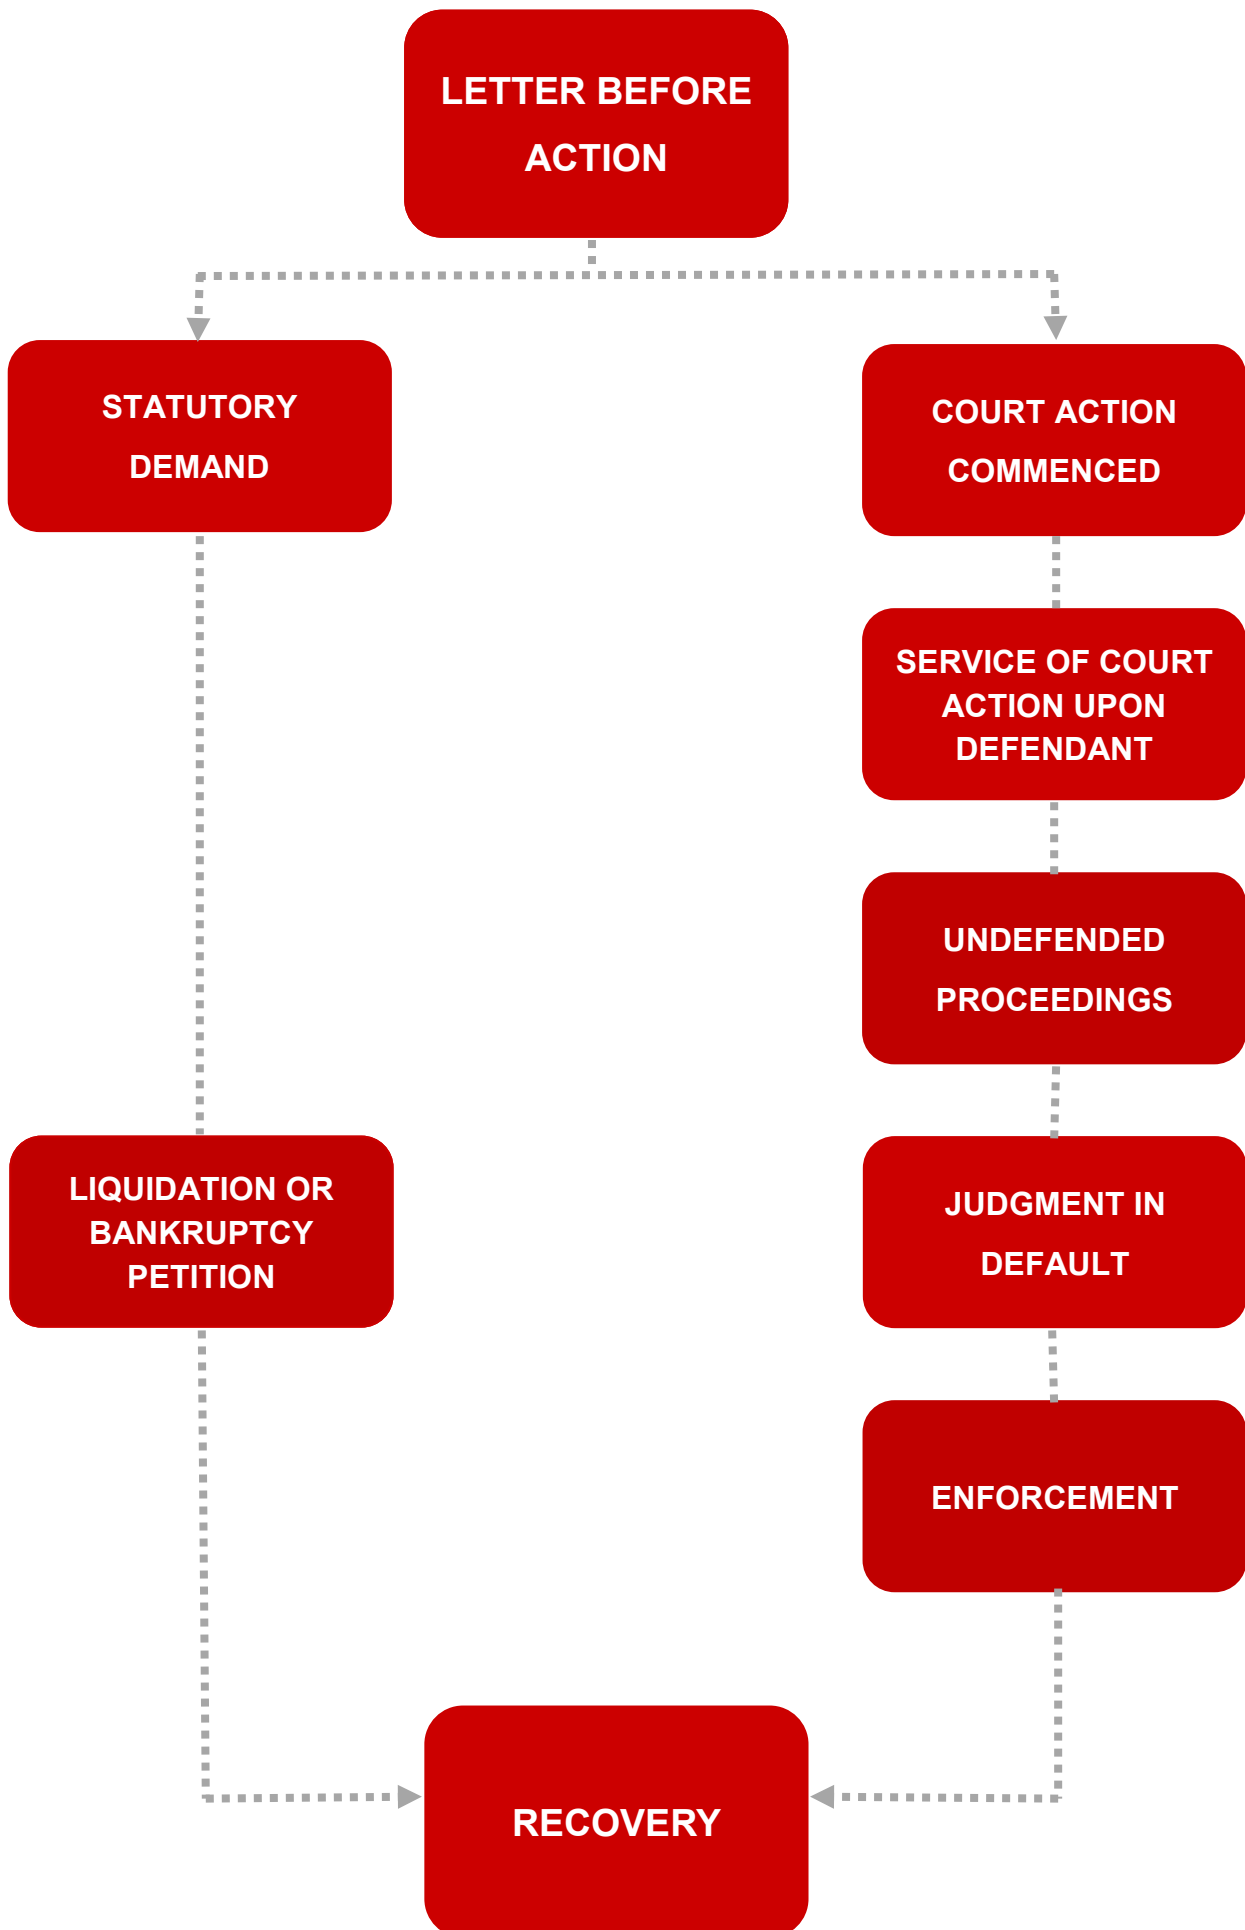 LETTER BEFORE
ACTION
STATUTORY
DEMAND
COURT ACTION
COMMENCED
SERVICE OF COURT
ACTION UPON
DEFENDANT
UNDEFENDED
PROCEEDINGS
LIQUIDATION OR
BANKRUPTCY
PETITION
JUDGMENT IN
DEFAULT
ENFORCEMENT
RECOVERY